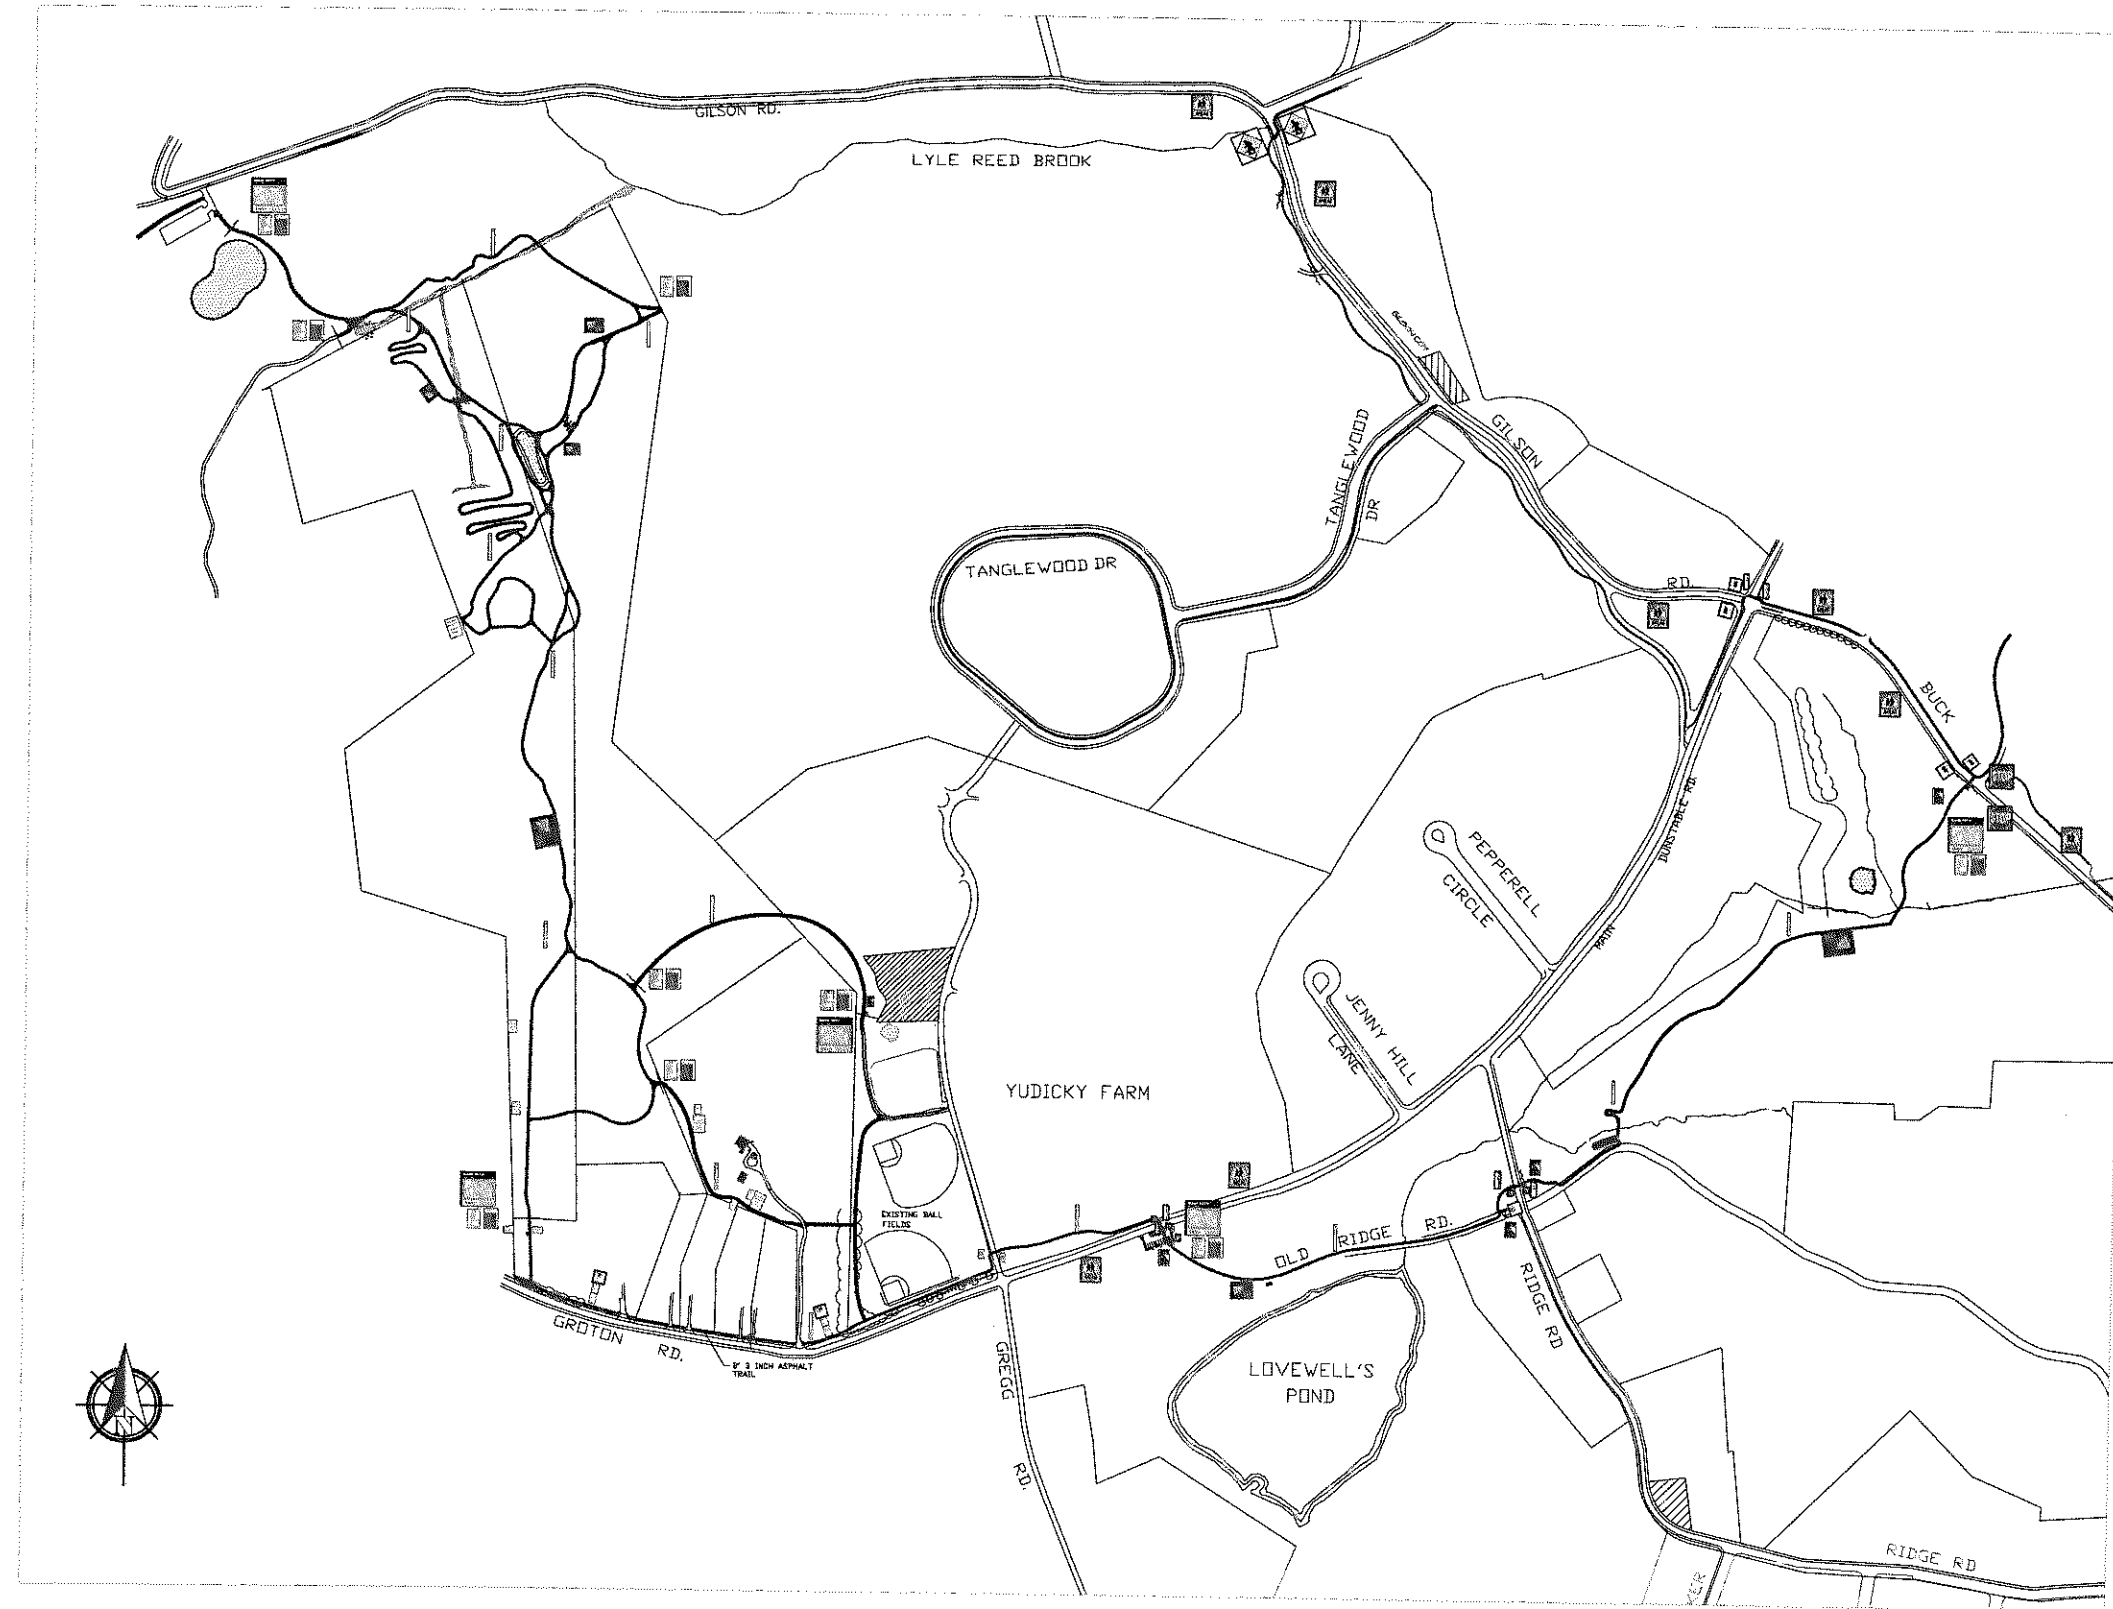 GILSON RD.
LYLE REED BROOK
TANGLEWOOD
DR
GILSON
RD.
TANGLEWOOD DR
BUCK
DUNSTABLE RD.
MAIN
PEPPERELL
CIRCLE
JENNY HILL
LANE
YUDICKY FARM
EXISTING BALL
FIELDS
OLD RIDGE RD.
RIDGE RD
GROTON RD.
8' 3 INCH ASPHALT
TRAIL
GREGG
RD.
LOVEWELL'S
POND
N
RIDGE RD